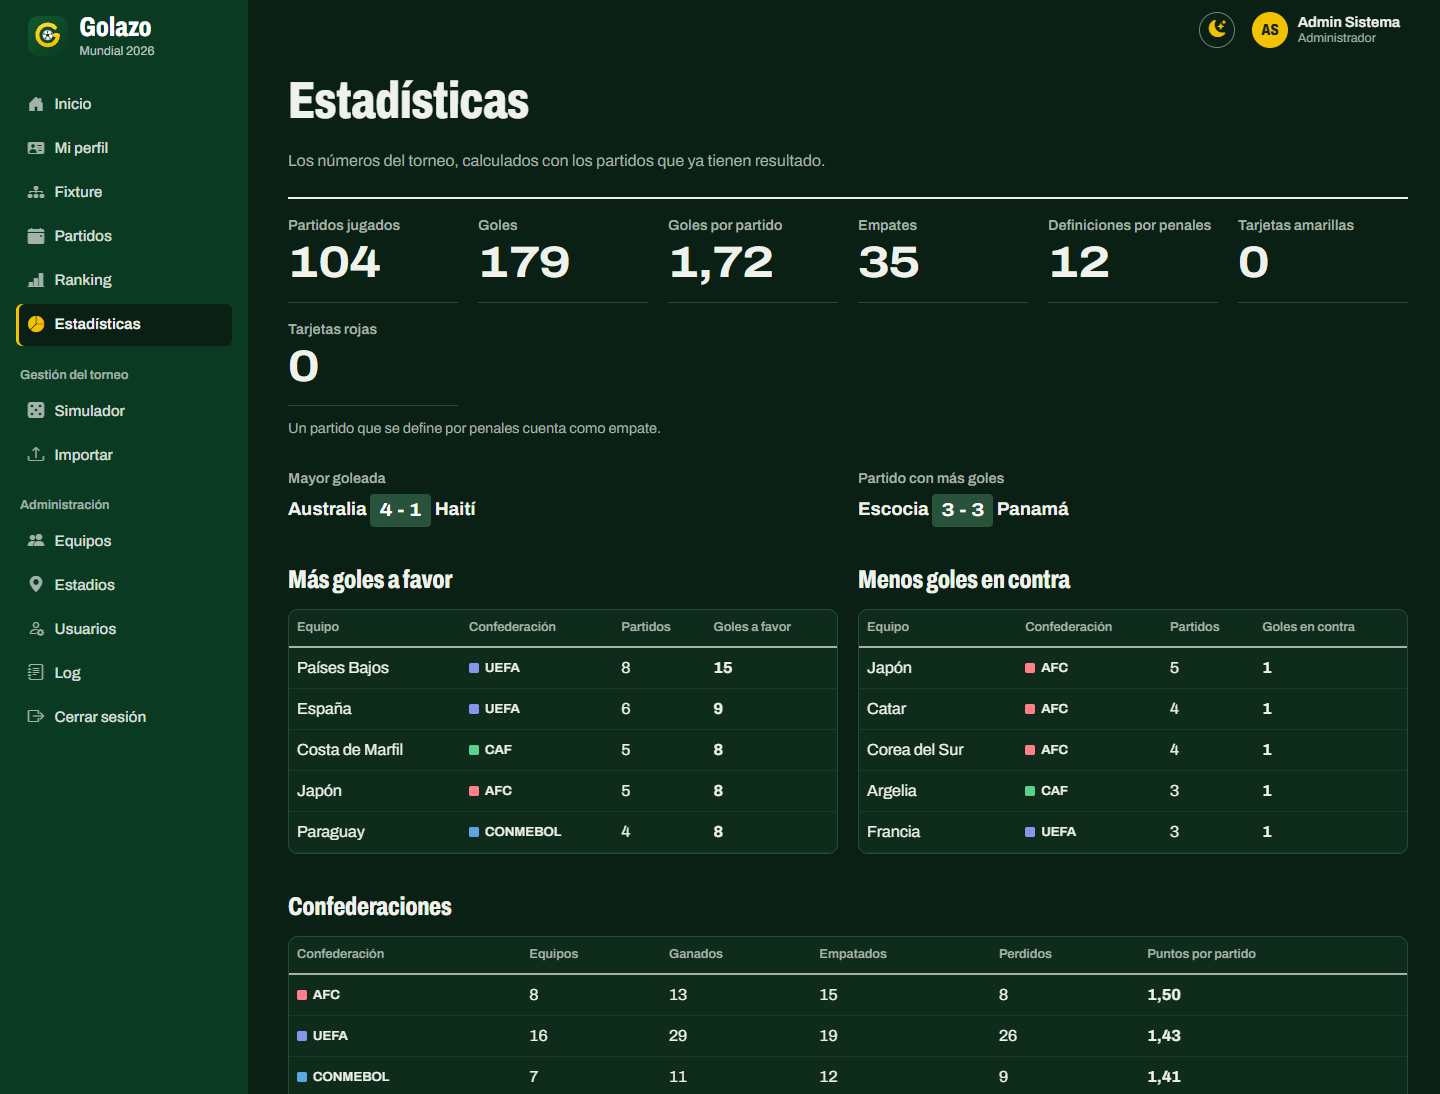 Golazo
Mundial 2026
Inicio
Mi perfil
Fixture
Partidos
Ranking
Estadísticas
Gestión del torneo
Simulador
Importar
Administración
Equipos
Estadios
Usuarios
Log
Cerrar sesión
AS
Admin Sistema
Administrador
Estadísticas
Los números del torneo, calculados con los partidos que ya tienen resultado.
Partidos jugados
104
Goles
179
Goles por partido
1,72
Empates
35
Definiciones por penales
12
Tarjetas amarillas
0
Tarjetas rojas
0
Un partido que se define por penales cuenta como empate.
Mayor goleada
Australia 4 - 1 Haití
Partido con más goles
Escocia 3 - 3 Panamá
Más goles a favor
Equipo Confederación Partidos Goles a favor
Países Bajos UEFA 8 15
España UEFA 6 9
Costa de Marfil CAF 5 8
Japón AFC 5 8
Paraguay CONMEBOL 4 8
Menos goles en contra
Equipo Confederación Partidos Goles en contra
Japón AFC 5 1
Catar AFC 4 1
Corea del Sur AFC 4 1
Argelia CAF 3 1
Francia UEFA 3 1
Confederaciones
Confederación Equipos Ganados Empatados Perdidos Puntos por partido
AFC 8 13 15 8 1,50
UEFA 16 29 19 26 1,43
CONMEBOL 7 11 12 9 1,41